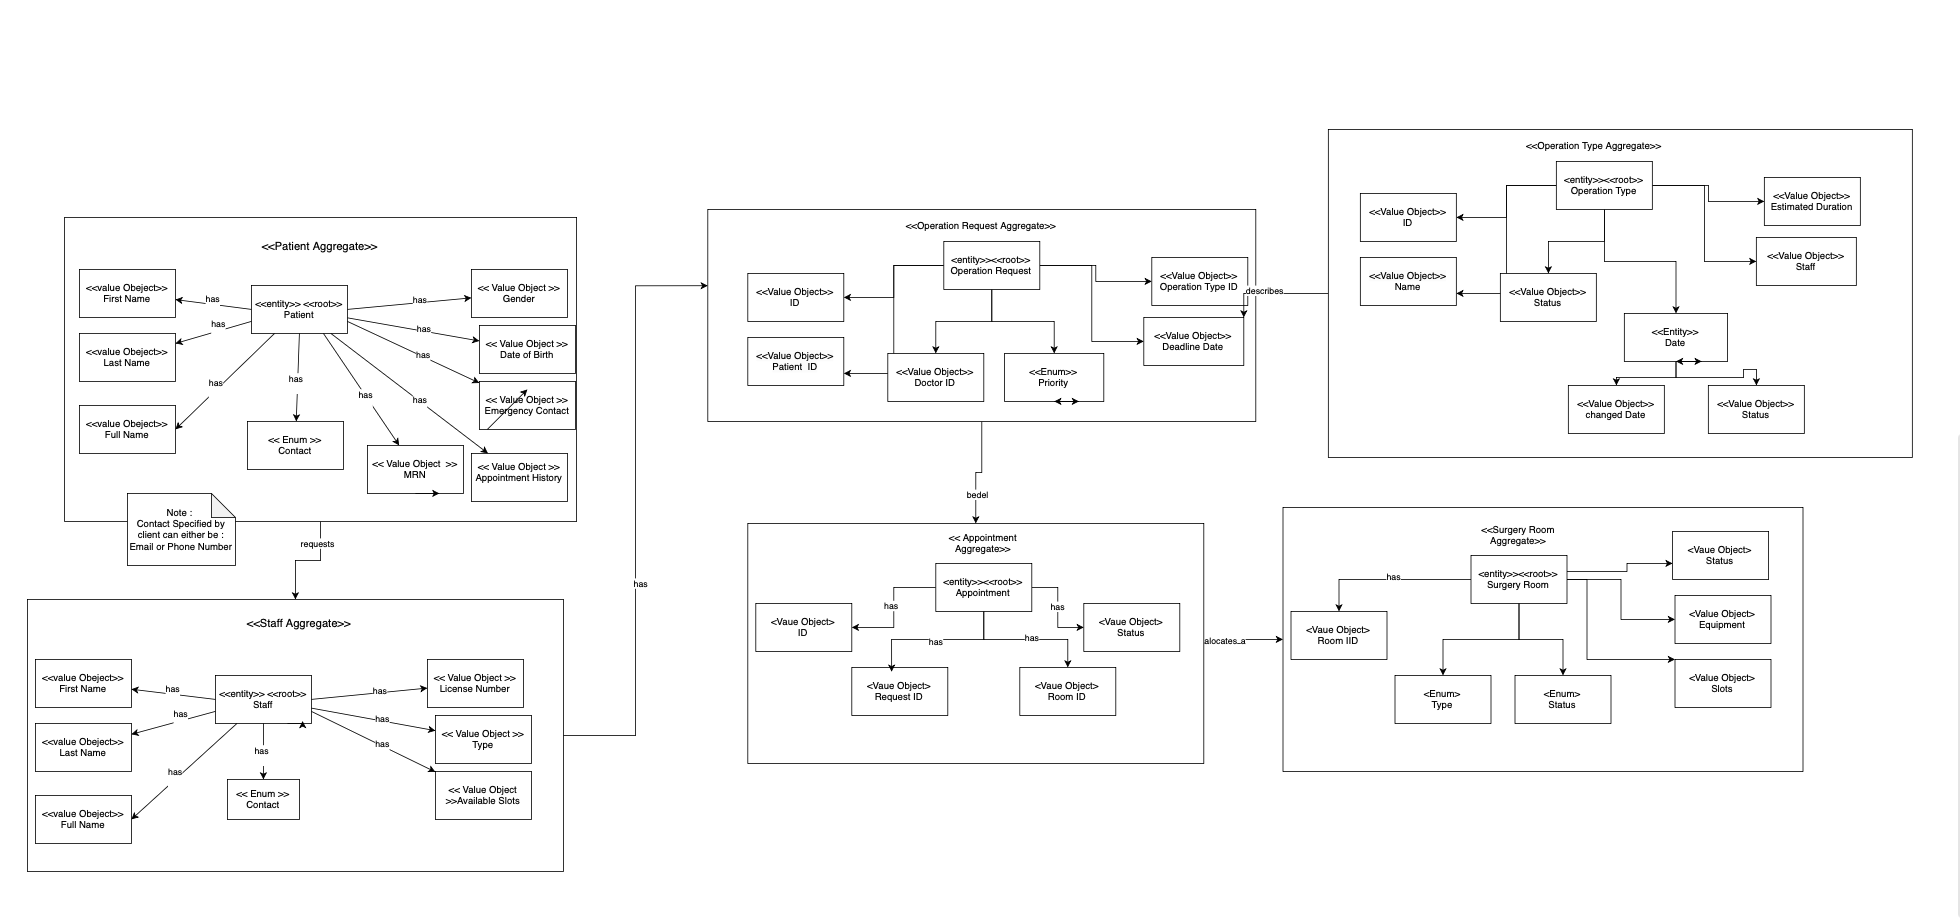 <<Patient Aggregate>>
<<value Obeject>>
First Name
<<value Obeject>>
Last Name
<<value Obeject>>
Full Name
<<entity>> <<root>>
Patient
<< Value Object >>
Gender
<< Value Object >>
Date of Birth
<< Value Object >>
Emergency Contact
<< Enum >>
Contact
<< Value Object >>
MRN
<< Value Object >>
Appointment History
has
has
has
has
has
has
has
has
has
Note :
Contact Specified by
client can either be :
Email or Phone Number
requests
<<Staff Aggregate>>
<<value Obeject>>
First Name
<<value Obeject>>
Last Name
<<value Obeject>>
Full Name
<<entity>> <<root>>
Staff
<< Value Object >>
License Number
<< Value Object >>
Type
<< Value Object
>>Available Slots
<< Enum >>
Contact
has
has
has
has
has
has
has
has
<<Operation Request Aggregate>>
<entity>><<root>>
Operation Request
<<Value Object>>
ID
<<Value Object>>
Patient ID
<<Value Object>>
Doctor ID
<<Enum>>
Priority
<<Value Object>>
Operation Type ID
<<Value Object>>
Deadline Date
describes
bedel
<<Operation Type Aggregate>>
<entity>><<root>>
Operation Type
<<Value Object>>
ID
<<Value Object>>
Name
<<Value Object>>
Status
<<Value Object>>
Estimated Duration
<<Value Object>>
Staff
<<Entity>>
Date
<<Value Object>>
changed Date
<<Value Object>>
Status
<< Appointment
Aggregate>>
<entity>><<root>>
Appointment
<Vaue Object>
ID
<Vaue Object>
Status
<Vaue Object>
Request ID
<Vaue Object>
Room ID
has
has
has
has
alocates a
<<Surgery Room
Aggregate>>
<entity>><<root>>
Surgery Room
has
<Vaue Object>
Room IID
<Enum>
Type
<Enum>
Status
<Vaue Object>
Status
<Vaue Object>
Equipment
<Vaue Object>
Slots